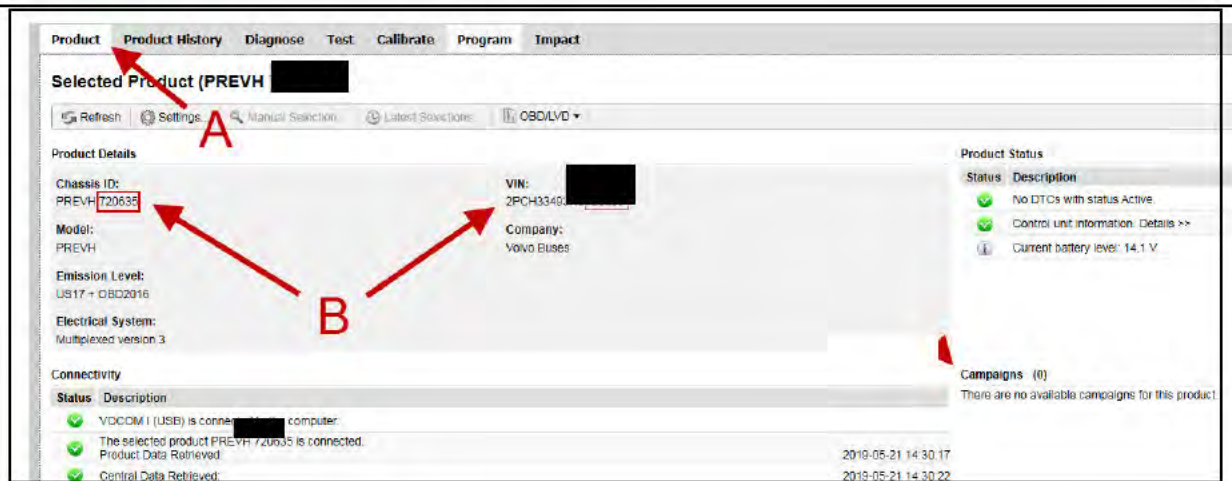 Product Product History Diagnose Test Calibrate Program Impact
Selected Product (PREVH
Refresh Settings... Manual Selection Latest Selections OBD/LVD
A
Product Details
Chassis ID:
PREVH 720635
Model:
PREVH
Emission Level:
US17 + OBD2016
Electrical System:
Multiplexed version 3
VIN:
2PCH3349
Company:
Volvo Buses
B
Product Status
Status Description
No DTCs with status Active.
Control unit information. Details >>
Current battery level: 14.1 V
Connectivity
Status Description
VOCOM I (USB) is computer.
The selected product PREVH 720635 is connected.
Product Data Retrieved: 2019-05-21 14:30:17
Central Data Retrieved: 2019-05-21 14:30:22
Campaigns (0)
There are no available campaigns for this product.